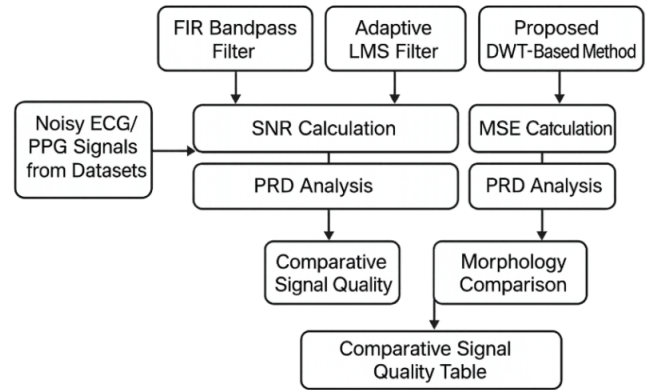 FIR Bandpass
Filter
Adaptive
LMS Filter
Proposed
DWT-Based Method
Noisy ECG/
PPG Signals
from Datasets
SNR Calculation
MSE Catculation
PRD Analysis
PRD Analysis
Comparative
Signal Quality
Morphology
Comparison
Comparative Signal
Quality Table